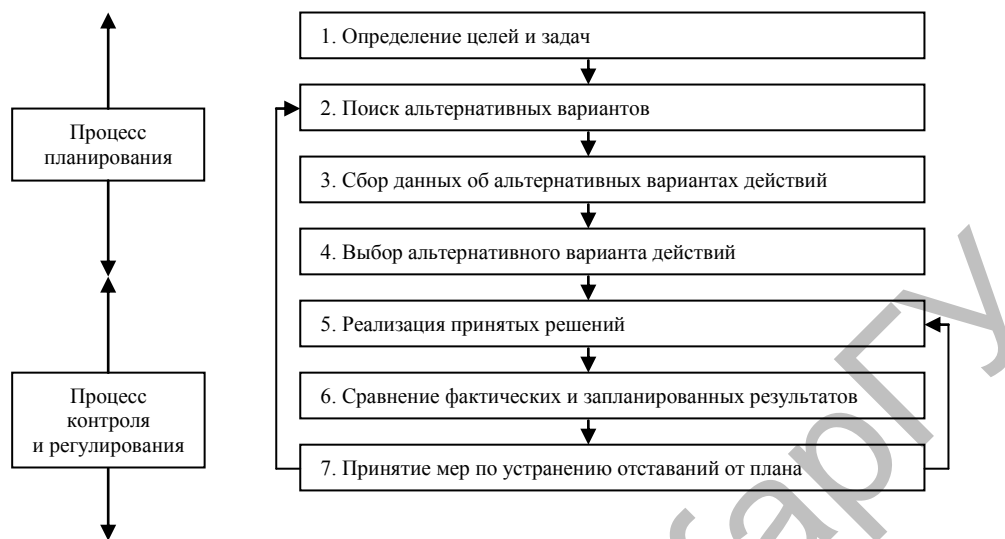 1. Определение целей и задач
2. Поиск альтернативных вариантов
Процесс
планирования
3. Сбор данных об альтернативных вариантах действий
4. Выбор альтернативного варианта действий
5. Реализация принятых решений
Процесс
контроля
и регулирования
6. Сравнение фактических и запланированных результатов
7. Принятие мер по устранению отставаний от плана
арГУ